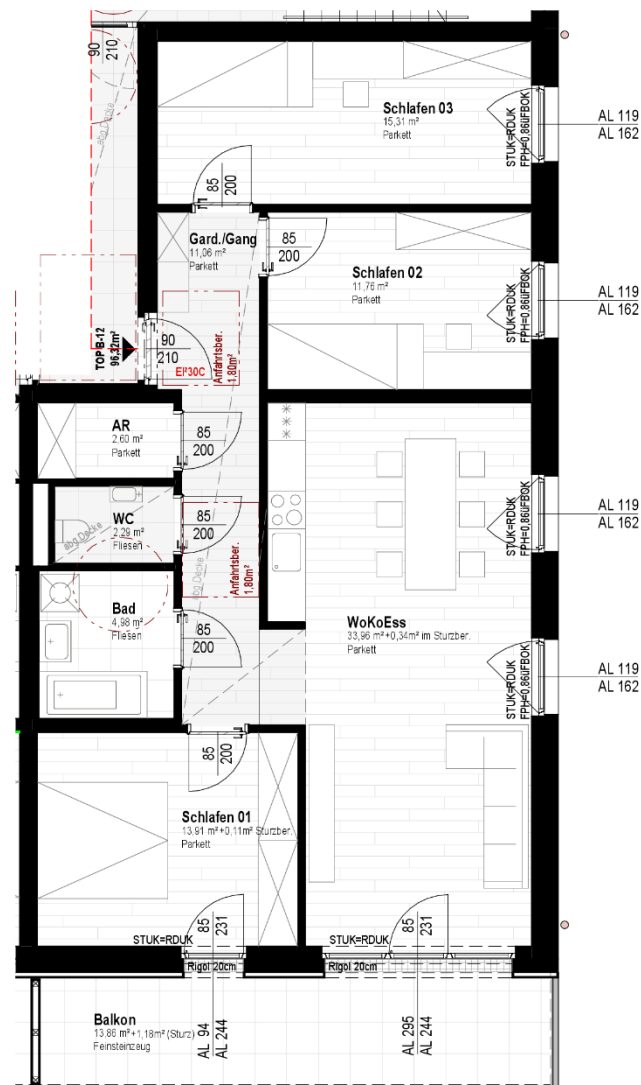 90
210
abg.Decke
Schlafen 03
15,31 m²
Parkett
STUK=RDUK
FPH=0,86üFBOK
AL 119
AL 162
85
200
Gard./Gang
11,06 m²
Parkett
85
200
Schlafen 02
11,76 m²
Parkett
STUK=RDUK
FPH=0,86üFBOK
AL 119
AL 162
TOP B-12
96,32m²
90
210
EI²30C
Anfahrtsber.
1,80m²
AR
2,60 m²
Parkett
85
200
STUK=RDUK
FPH=0,86üFBOK
AL 119
AL 162
WC
2,29 m²
Fliesen
abg.Decke
85
200
abg.Decke
Anfahrtsber.
1,80m²
Bad
4,98 m²
Fliesen
85
200
WoKoEss
33,96 m²+0,34m² im Sturzber.
Parkett
STUK=RDUK
FPH=0,86üFBOK
AL 119
AL 162
85
200
Schlafen 01
13,91 m²+0,11m² Sturzber.
Parkett
85
231
STUK=RDUK
Rigol 20cm
85
231
STUK=RDUK
Rigol 20cm
Balkon
13,86 m²+1,18m² (Sturz)
Feinsteinzeug
AL 94
AL 244
AL 295
AL 244